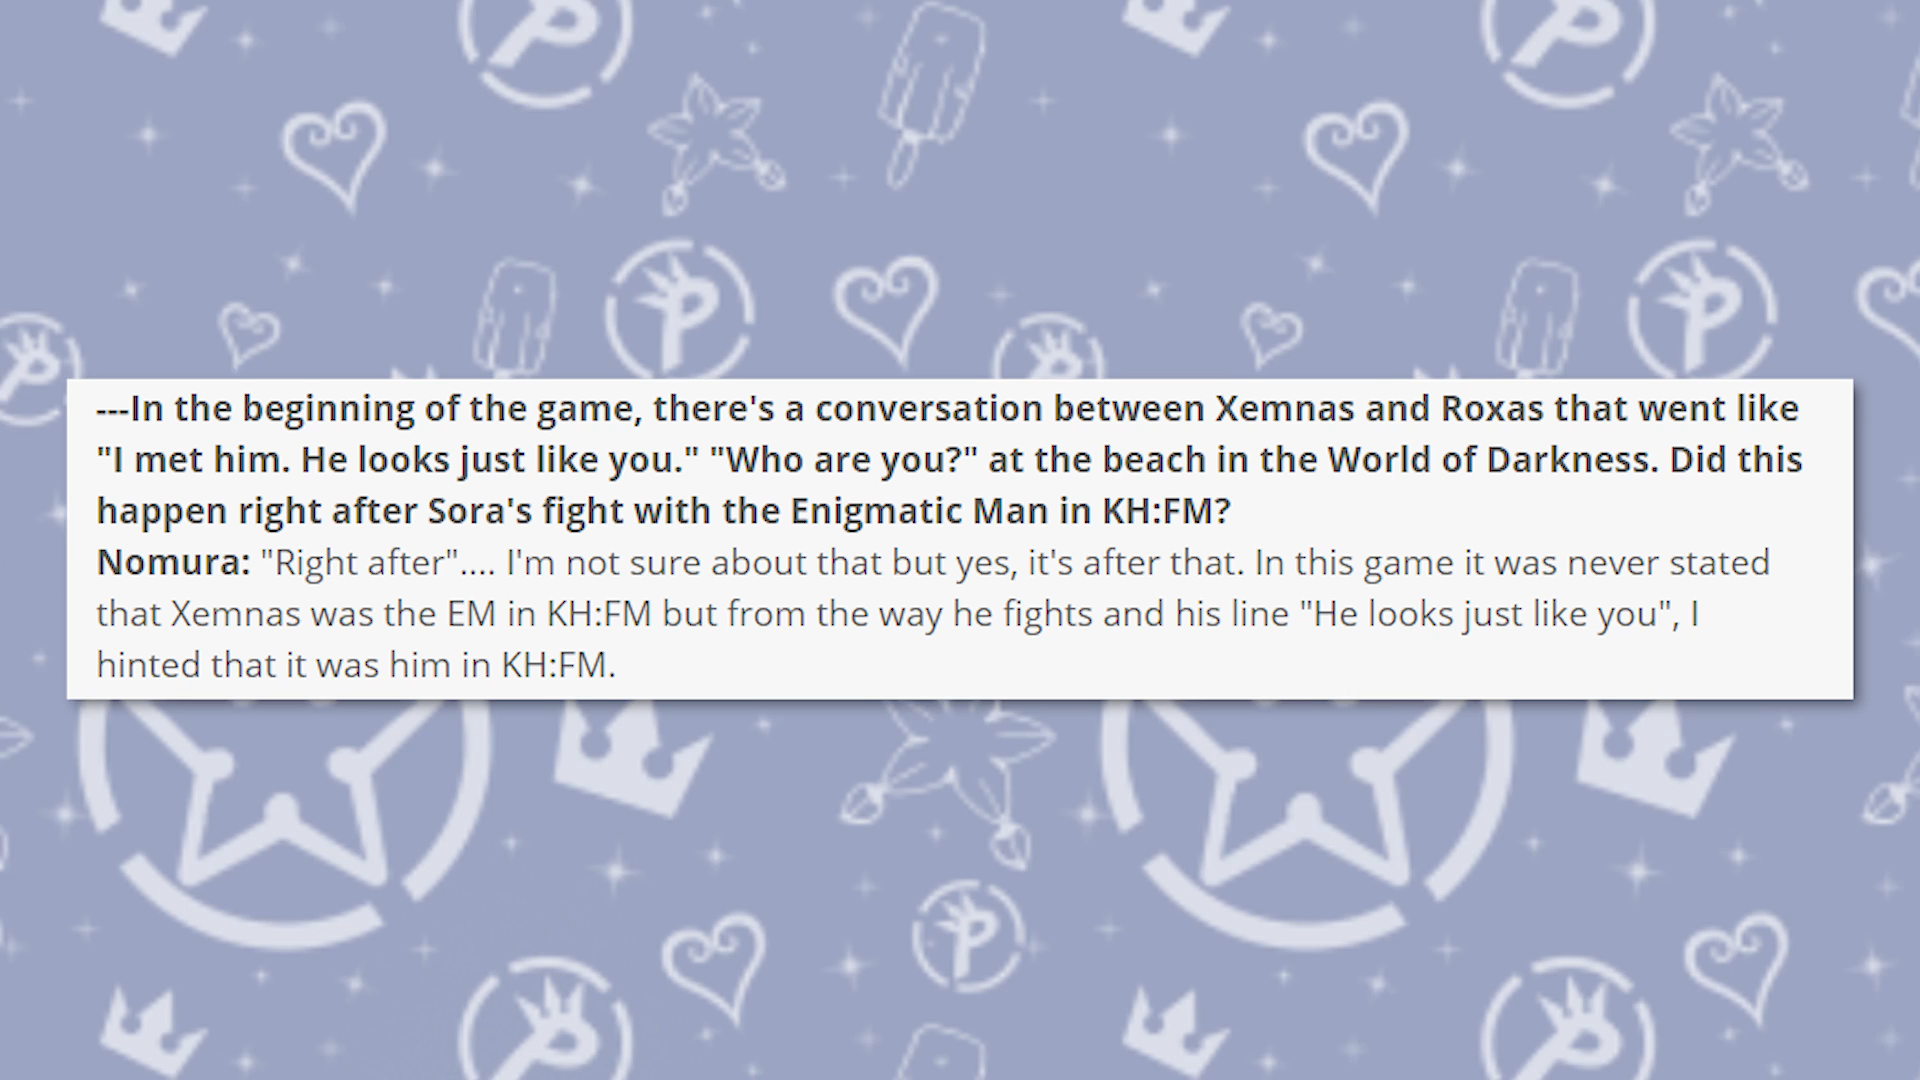 ---In the beginning of the game, there's a conversation between Xemnas and Roxas that went like
"I met him. He looks just like you." "Who are you?" at the beach in the World of Darkness. Did this
happen right after Sora's fight with the Enigmatic Man in KH:FM?
Nomura: "Right after".... I'm not sure about that but yes, it's after that. In this game it was never stated
that Xemnas was the EM in KH:FM but from the way he fights and his line "He looks just like you", I
hinted that it was him in KH:FM.